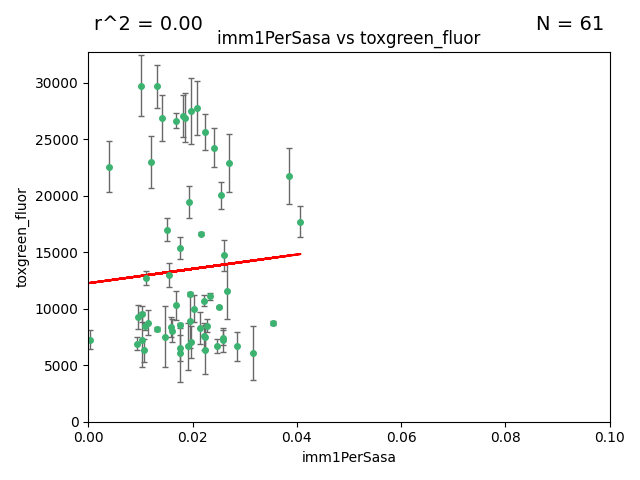 r^2 = 0.00
N = 61
imm1PerSasa vs toxgreen_fluor
30000
25000
20000
15000
10000
5000
0
toxgreen_fluor
0.00
0.02
0.04
0.06
0.08
0.10
imm1PerSasa